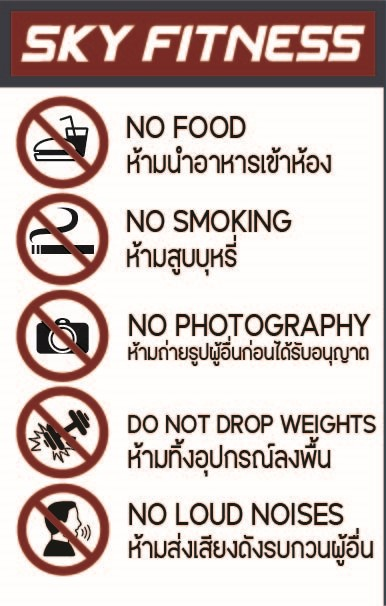 SKY FITNESS
NO FOOD
ห้ามนำอาหารเข้าห้อง
NO SMOKING
ห้ามสูบบุหรี่
NO PHOTOGRAPHY
ห้ามถ่ายรูปผู้อื่นก่อนได้รับอนุญาต
DO NOT DROP WEIGHTS
ห้ามทิ้งอุปกรณ์ลงพื้น
NO LOUD NOISES
ห้ามส่งเสียงดังรบกวนผู้อื่น